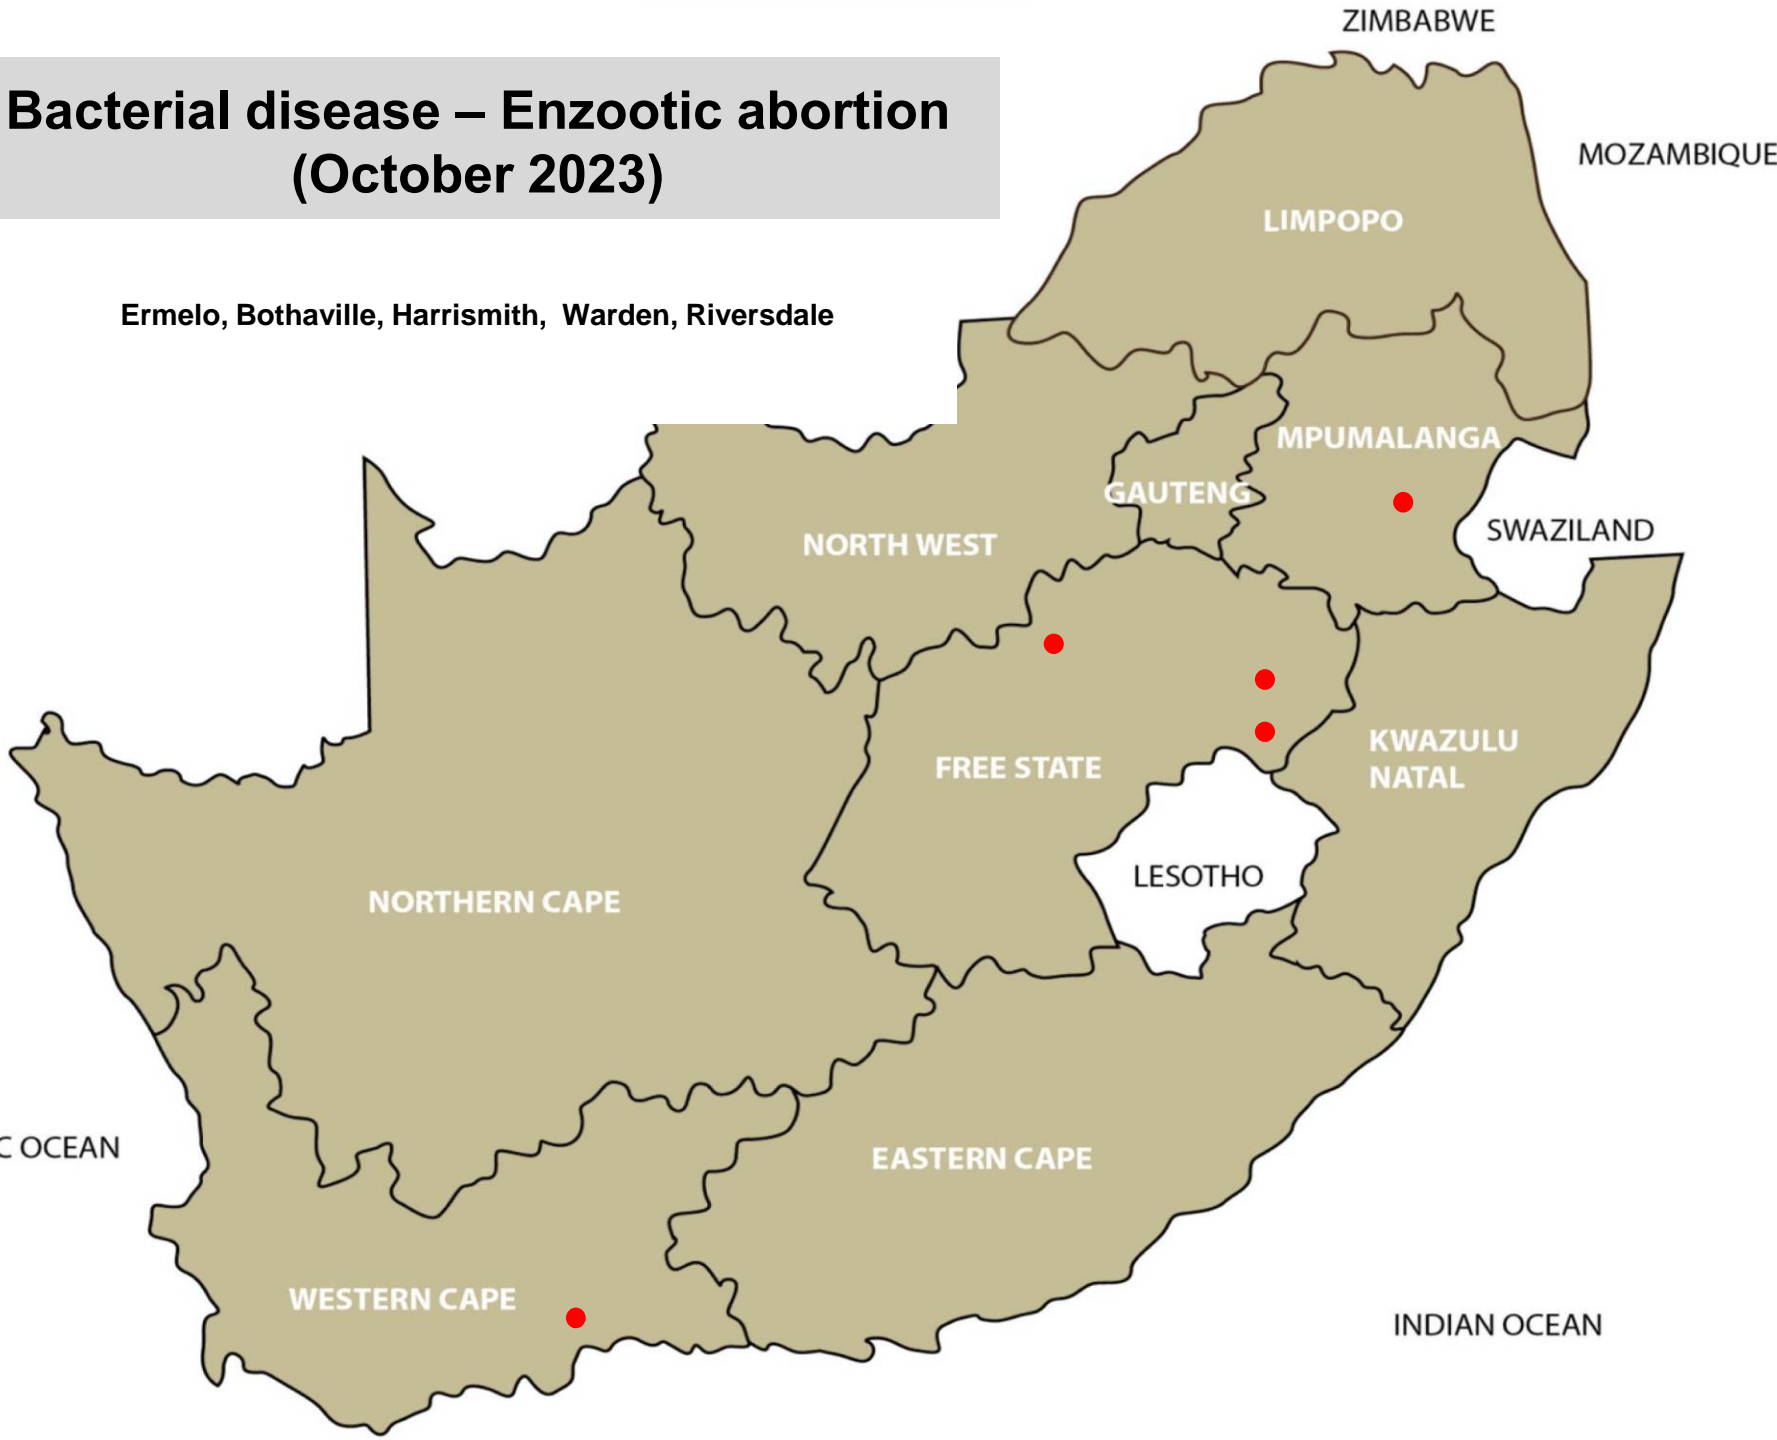 ZIMBABWE
Bacterial disease – Enzootic abortion
(October 2023)
MOZAMBIQUE
LIMPOPO
Ermelo, Bothaville, Harrismith,  Warden, Riversdale
MPUMALANGA
GAUTENG
SWAZILAND
NORTH WEST
KWAZULU
NATAL
FREE STATE
LESOTHO
NORTHERN CAPE
C OCEAN
EASTERN CAPE
WESTERN CAPE
INDIAN OCEAN